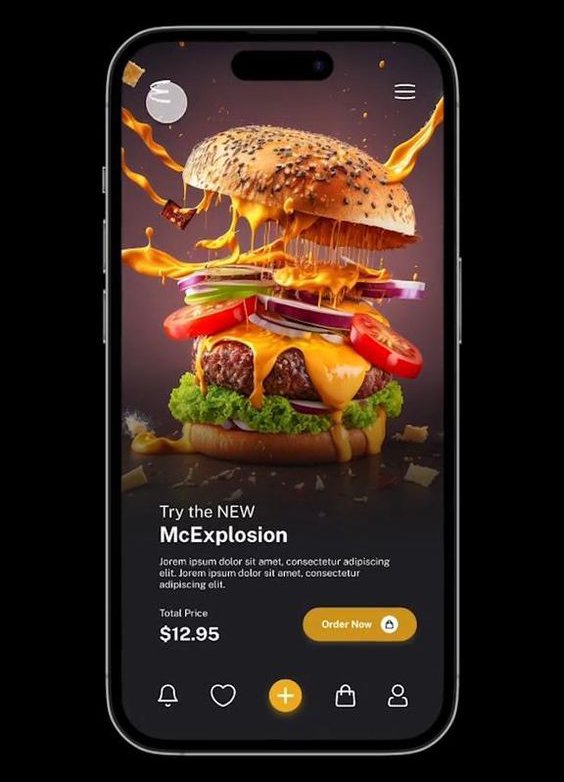 Try the NEW
McExplosion
Jorem ipsum dolor sit amet, consectetur adipiscing
elit. Jorem ipsum dolor sit amet, consectetur
adipiscing elit.
Total Price
$12.95
Order Now